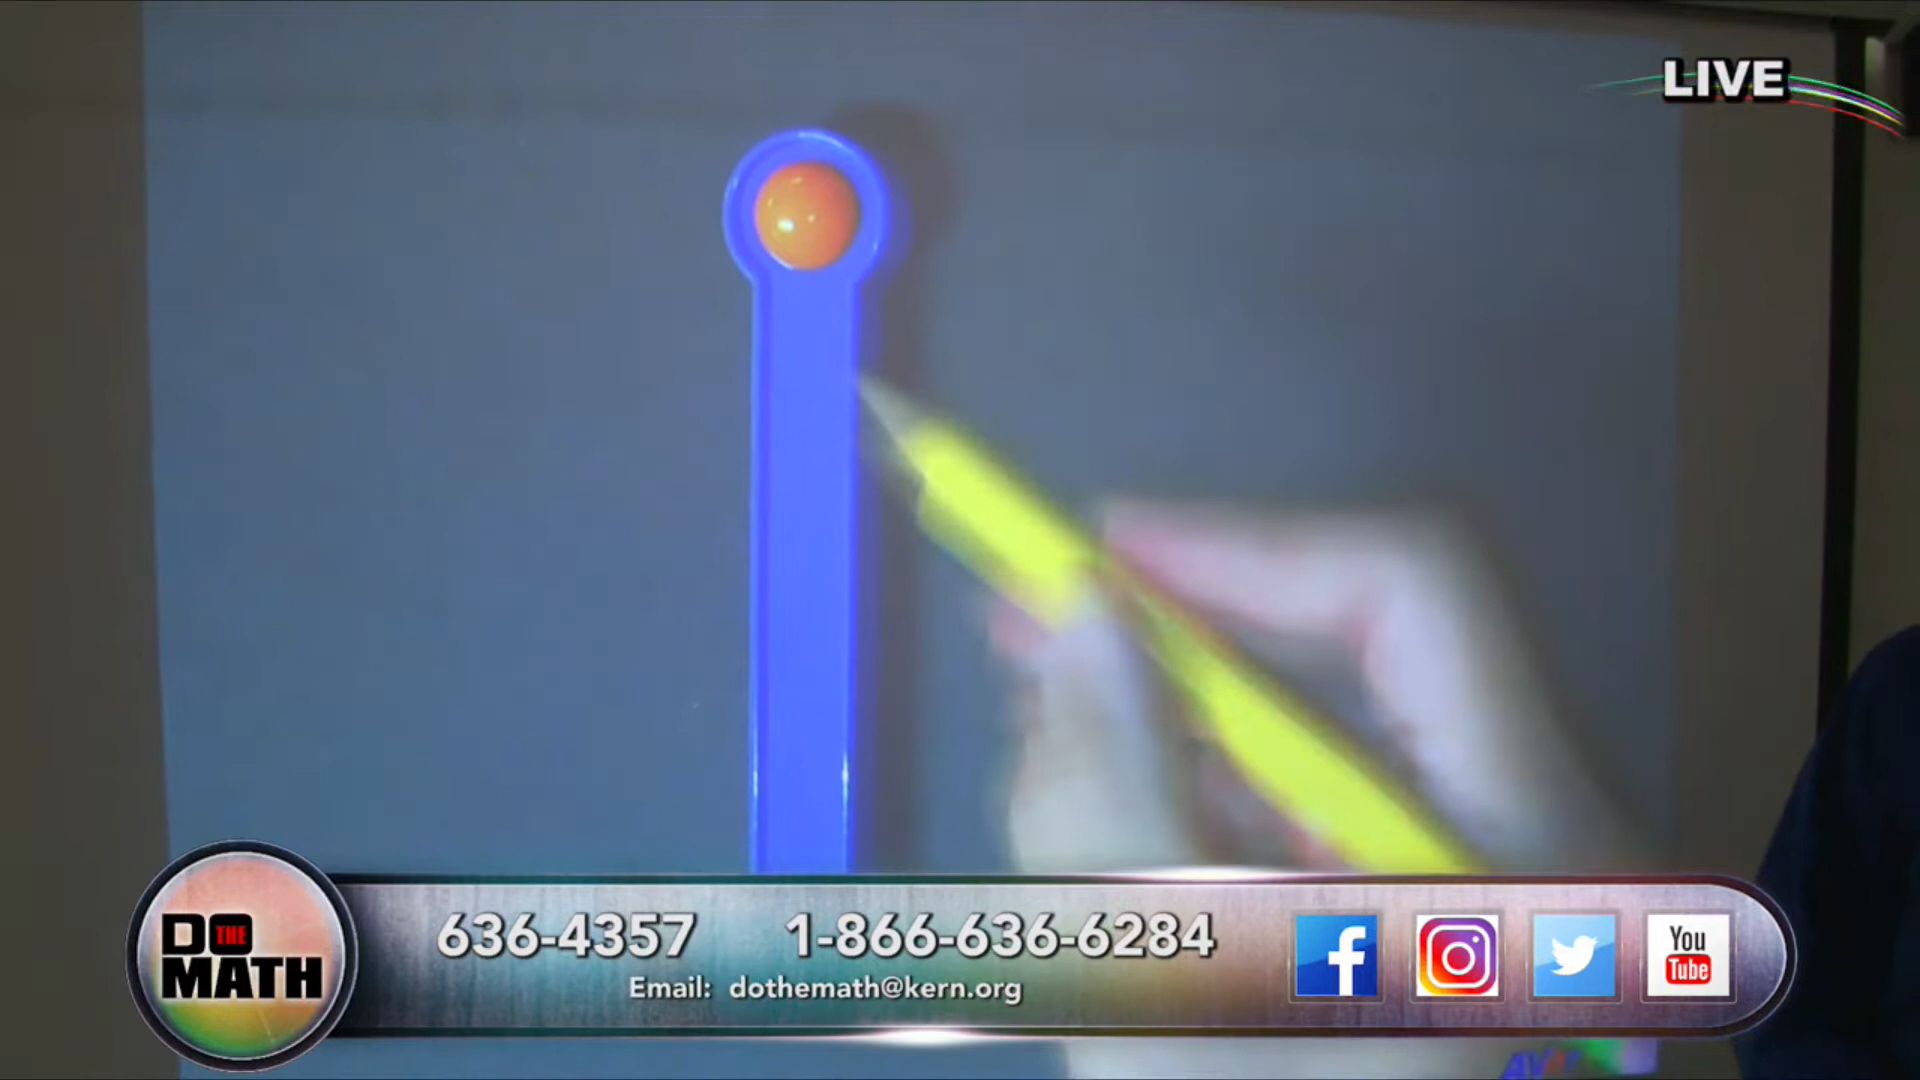 LIVE
DO THE MATH
636-4357 1-866-636-6284
Email: dothemath@kern.org
You Tube